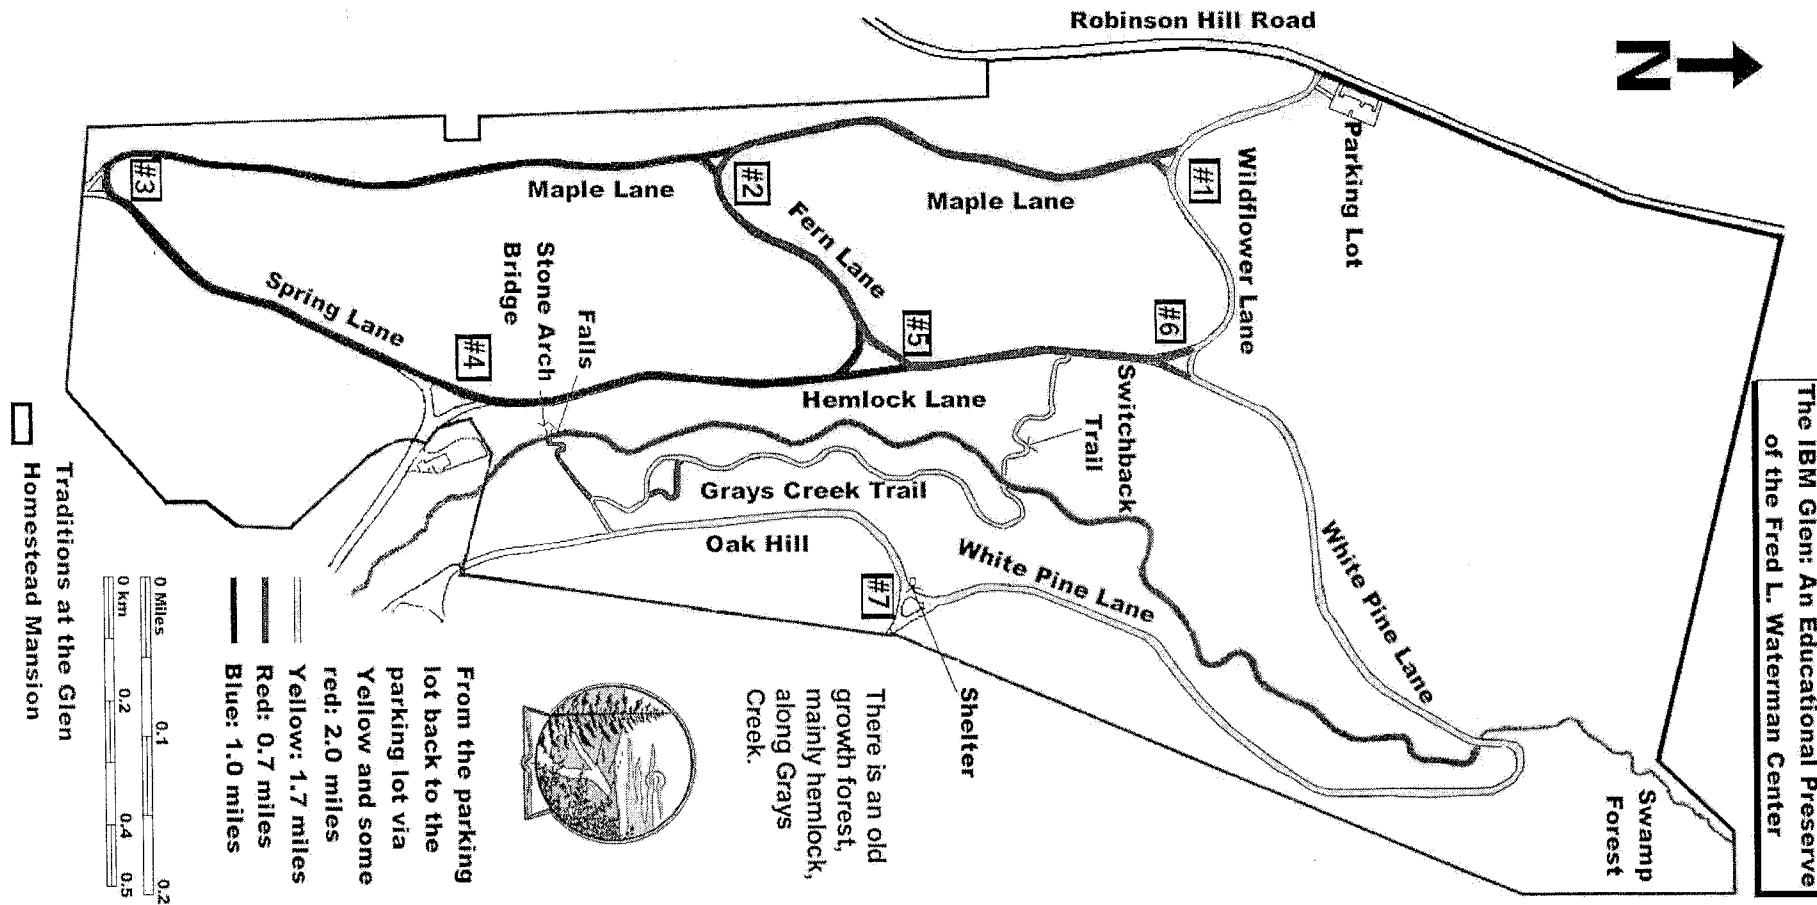 The IBM Glen: An Educational Preserve
of the Fred L. Waterman Center
N
Robinson Hill Road
Parking Lot
Wildflower Lane
#1
Maple Lane
#2
Maple Lane
#3
Fern Lane
Spring Lane
#4
Stone Arch
Bridge
Falls
#5
#6
Hemlock Lane
Switchback
Trail
Grays Creek Trail
Oak Hill
White Pine Lane
White Pine Lane
#7
Shelter
Swamp
Forest
There is an old
growth forest,
mainly hemlock,
along Grays
Creek.
From the parking
lot back to the
parking lot via
Yellow and some
red: 2.0 miles
Yellow: 1.7 miles
Red: 0.7 miles
Blue: 1.0 miles
0 Miles 0.1 0.2
0 km 0.2 0.4 0.5
Traditions at the Glen
Homestead Mansion